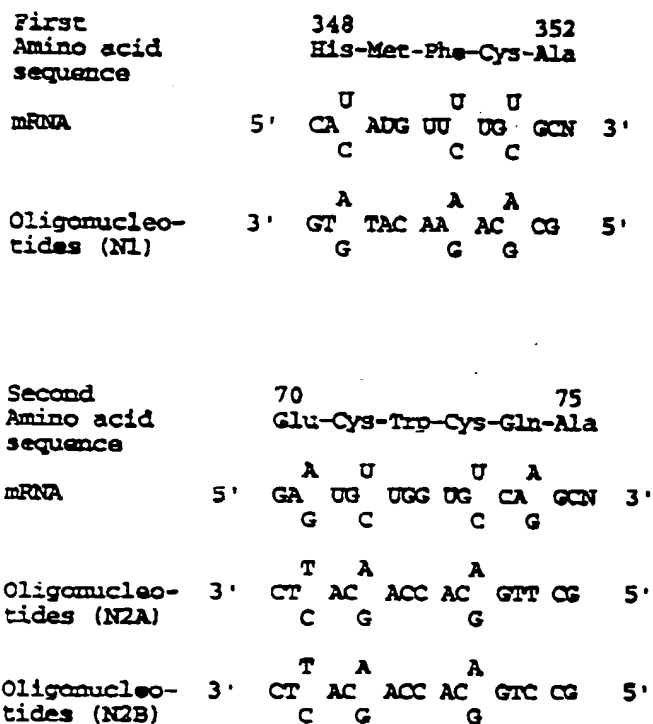 First 348 352
Amino acid His-Met-Phe-Cys-Ala
sequence
U U U
mRNA 5' CA AUG UU UG GCN 3'
C C C
A A A
Oligonucleo- 3' GT TAC AA AC CG 5'
tides (N1) G G G
Second 70 75
Amino acid Glu-Cys-Trp-Cys-Gln-Ala
sequence
A U U A
mRNA 5' GA UG UGG UG CA GCN 3'
G C C G
T A A
Oligonucleo- 3' CT AC ACC AC GTT CG 5'
tides (N2A) C G G
T A A
Oligonucleo- 3' CT AC ACC AC GTC CG 5'
tides (N2B) C G G